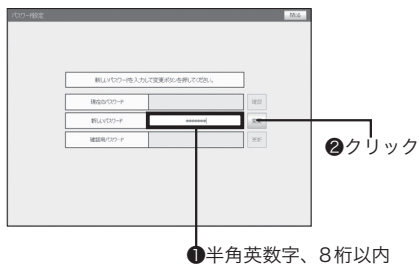 パスワード設定
閉じる
新しいパスワードを入力して変更ボタンを押してください。
現在のパスワード
確認
新しいパスワード
*******
確認用パスワード
更新
❷クリック
❶半角英数字、8桁以内